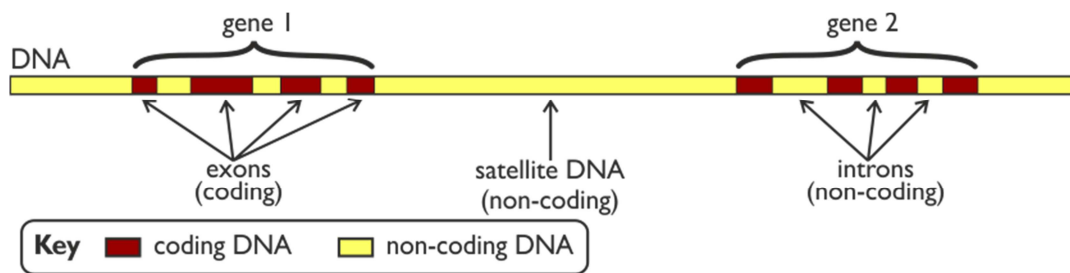 gene 1
gene 2
DNA
exons
(coding)
satellite DNA
(non-coding)
introns
(non-coding)
Key coding DNA non-coding DNA